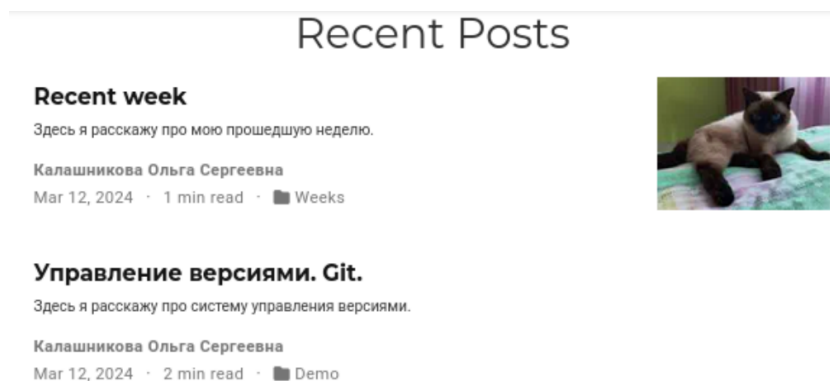 Recent Posts
Recent week
Здесь я расскажу про мою прошедшую неделю.
Калашникова Ольга Сергеевна
Mar 12, 2024 · 1 min read · Weeks
Управление версиями. Git.
Здесь я расскажу про систему управления версиями.
Калашникова Ольга Сергеевна
Mar 12, 2024 · 2 min read · Demo